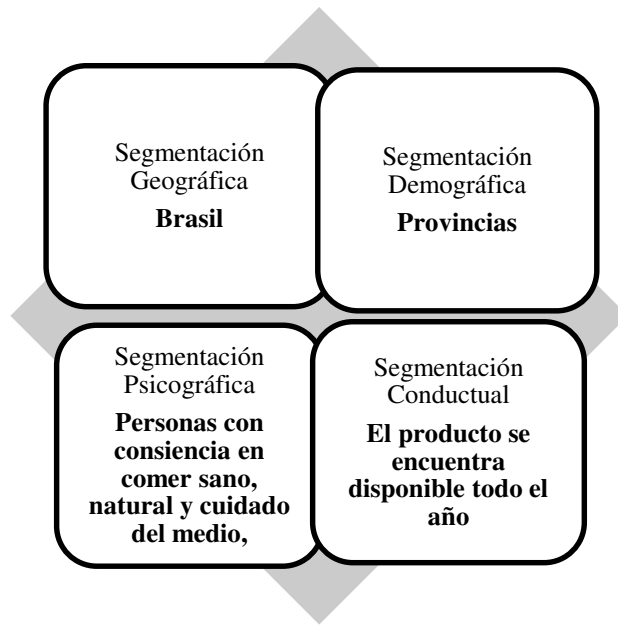 Segmentación
Geográfica
Brasil
Segmentación
Demográfica
Provincias
Segmentación
Psicográfica
Personas con
consiencia en
comer sano,
natural y cuidado
del medio,
Segmentación
Conductual
El producto se
encuentra
disponible todo el
año